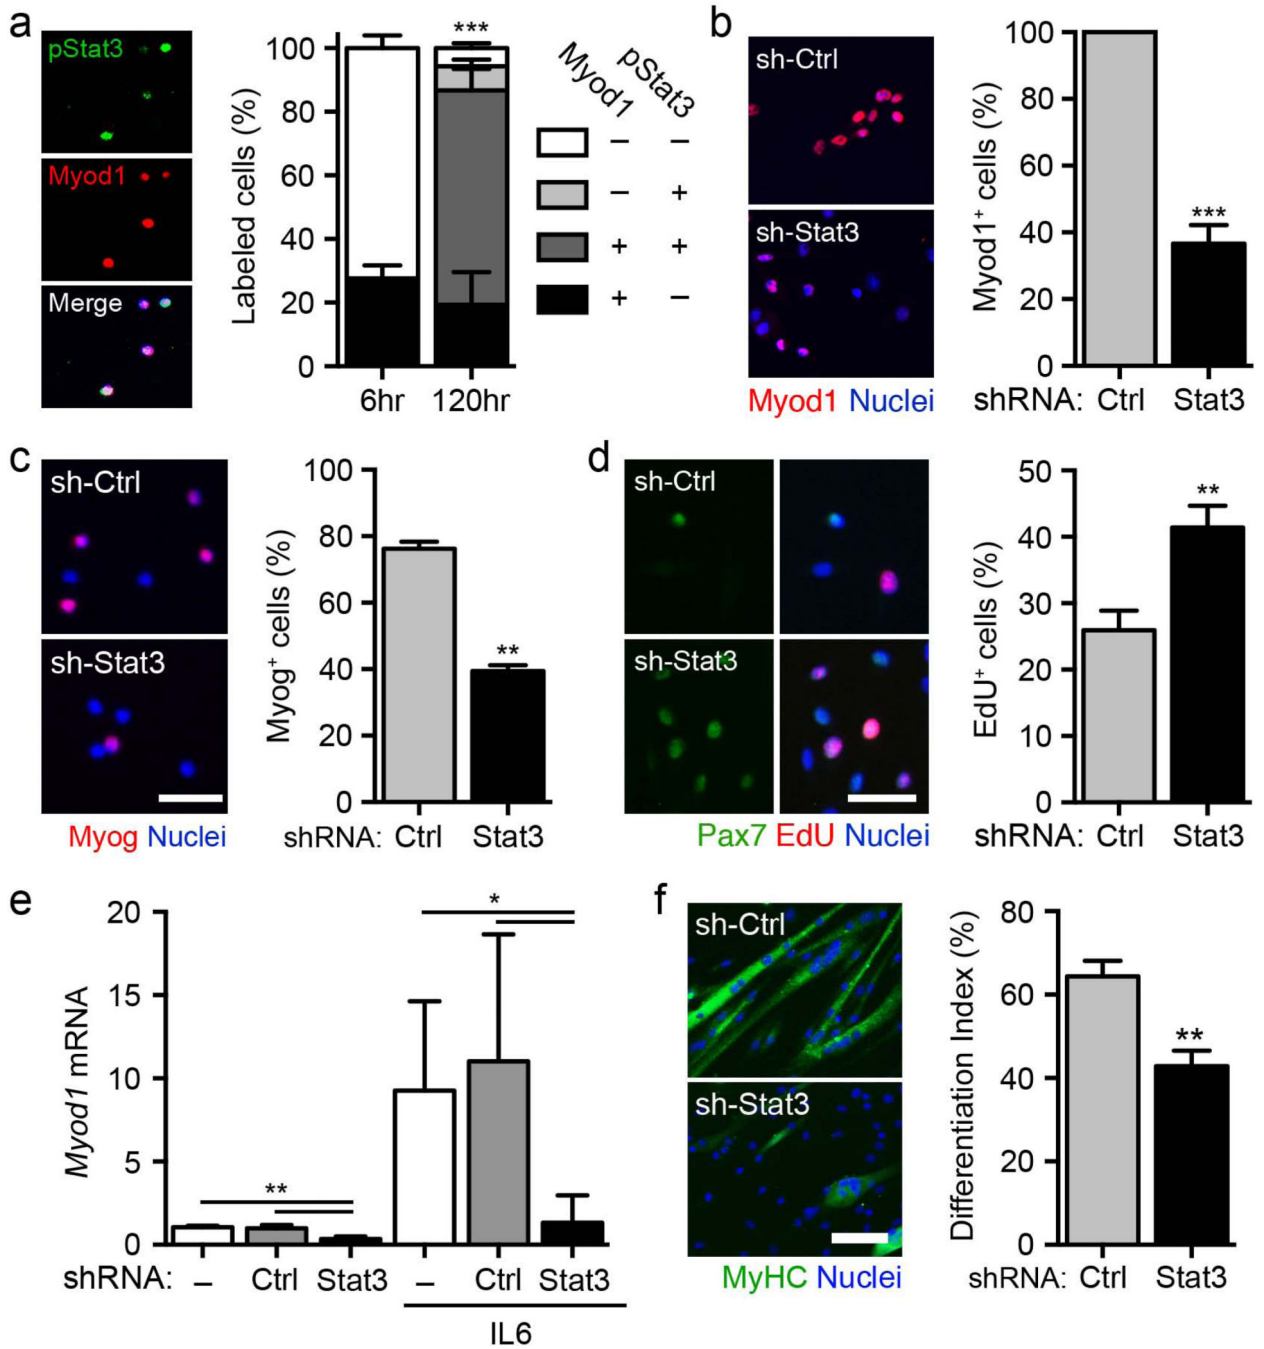 a
pStat3
Myod1
Merge
Labeled cells (%)
100
80
60
40
20
0
***
6hr
120hr
Myod1
pStat3
− −
− +
+ +
+ −
b
sh-Ctrl
sh-Stat3
Myod1 Nuclei
Myod1⁺ cells (%)
100
80
60
40
20
0
***
shRNA: Ctrl Stat3
c
sh-Ctrl
sh-Stat3
Myog Nuclei
Myog⁺ cells (%)
100
80
60
40
20
0
**
shRNA: Ctrl Stat3
d
sh-Ctrl
sh-Stat3
Pax7 EdU Nuclei
EdU⁺ cells (%)
50
40
30
20
10
0
**
shRNA: Ctrl Stat3
e
Myod1 mRNA
20
15
10
5
0
**
*
shRNA: – Ctrl Stat3 – Ctrl Stat3
IL6
f
sh-Ctrl
sh-Stat3
MyHC Nuclei
Differentiation Index (%)
80
60
40
20
0
**
shRNA: Ctrl Stat3